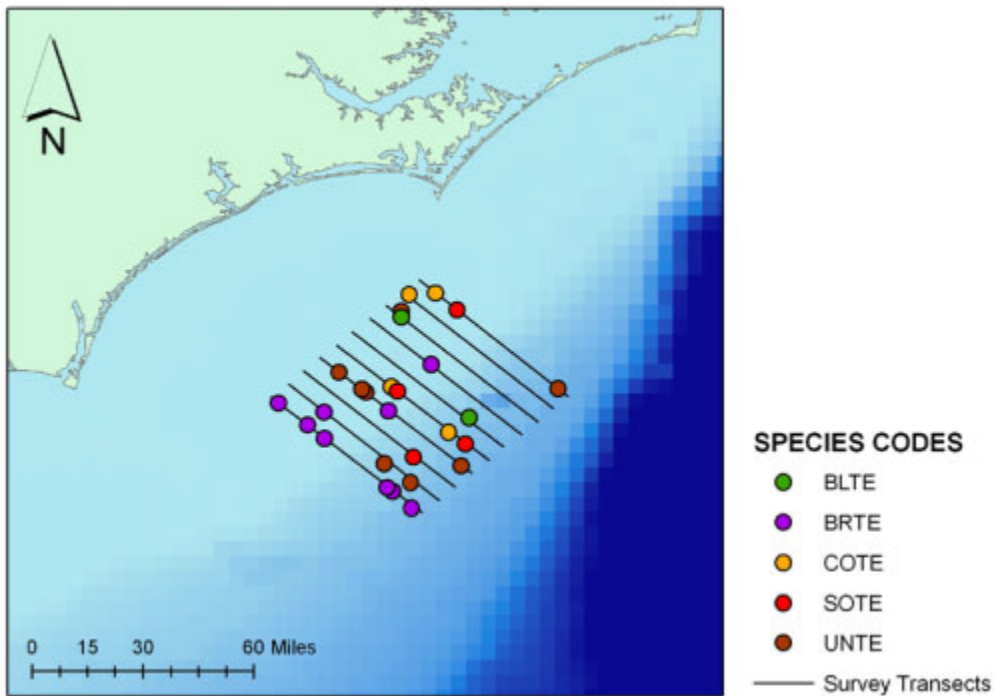 N
0 15 30 60 Miles
SPECIES CODES
BLTE
BRTE
COTE
SOTE
UNTE
Survey Transects